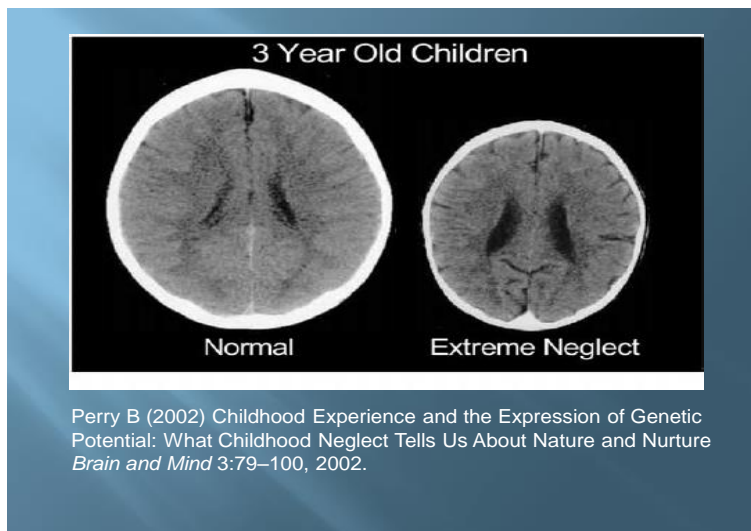 3 Year Old Children
Normal
Extreme Neglect
Perry B (2002) Childhood Experience and the Expression of Genetic
Potential: What Childhood Neglect Tells Us About Nature and Nurture
Brain and Mind 3:79–100, 2002.